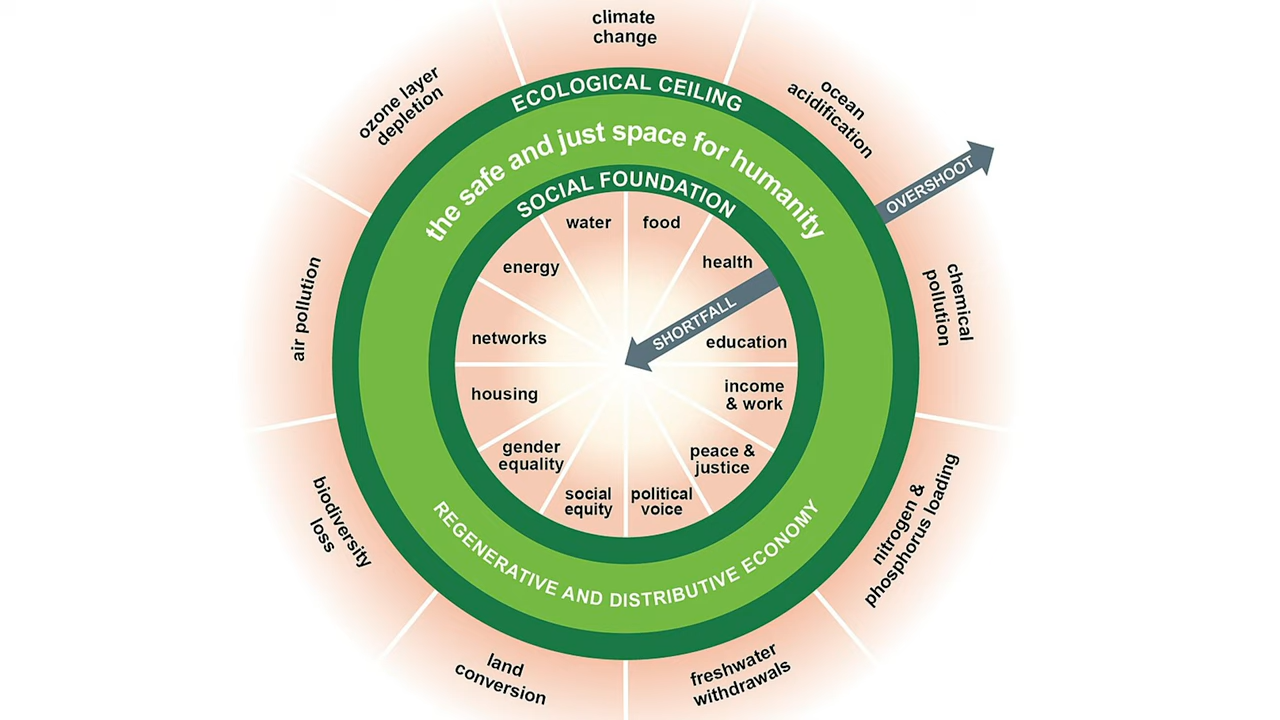 climate
change
ocean
acidification
chemical
pollution
nitrogen &
phosphorus loading
freshwater
withdrawals
land
conversion
biodiversity
loss
air pollution
ozone layer
depletion
OVERSHOOT
ECOLOGICAL CEILING
the safe and just space for humanity
SOCIAL FOUNDATION
water
food
health
SHORTFALL
education
income
& work
peace &
justice
political
voice
social
equity
gender
equality
housing
networks
energy
REGENERATIVE AND DISTRIBUTIVE ECONOMY